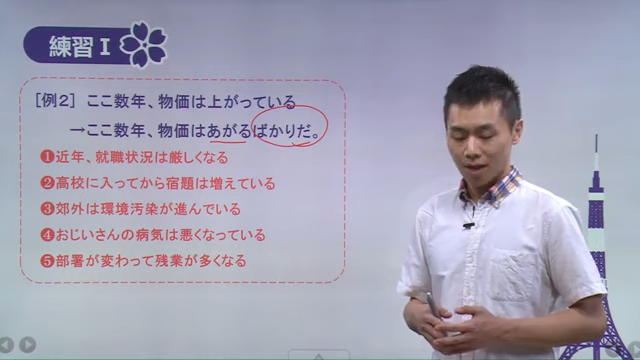 練習Ⅰ
［例２］ ここ数年、物価は上がっている
→ここ数年、物価はあがるばかりだ。
❶近年、就職状況は厳しくなる
❷高校に入ってから宿題は増えている
❸郊外は環境汚染が進んでいる
❹おじいさんの病気は悪くなっている
❺部署が変わって残業が多くなる